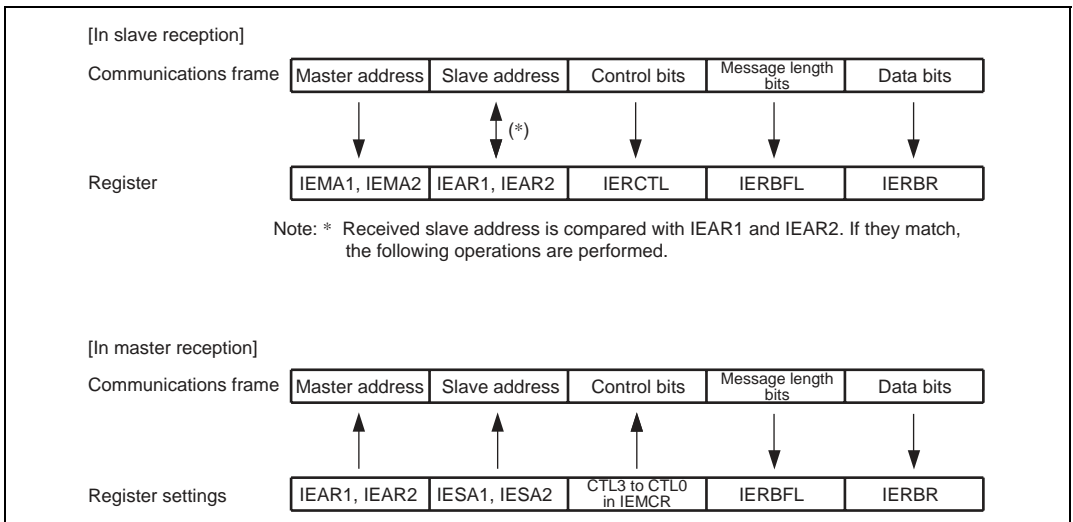 [In slave reception]
Communications frame Master address Slave address Control bits Message length bits Data bits
(*)
Register IEMA1, IEMA2 IEAR1, IEAR2 IERCTL IERBFL IERBR
Note: * Received slave address is compared with IEAR1 and IEAR2. If they match,
the following operations are performed.
[In master reception]
Communications frame Master address Slave address Control bits Message length bits Data bits
Register settings IEAR1, IEAR2 IESA1, IESA2 CTL3 to CTL0 in IEMCR IERBFL IERBR